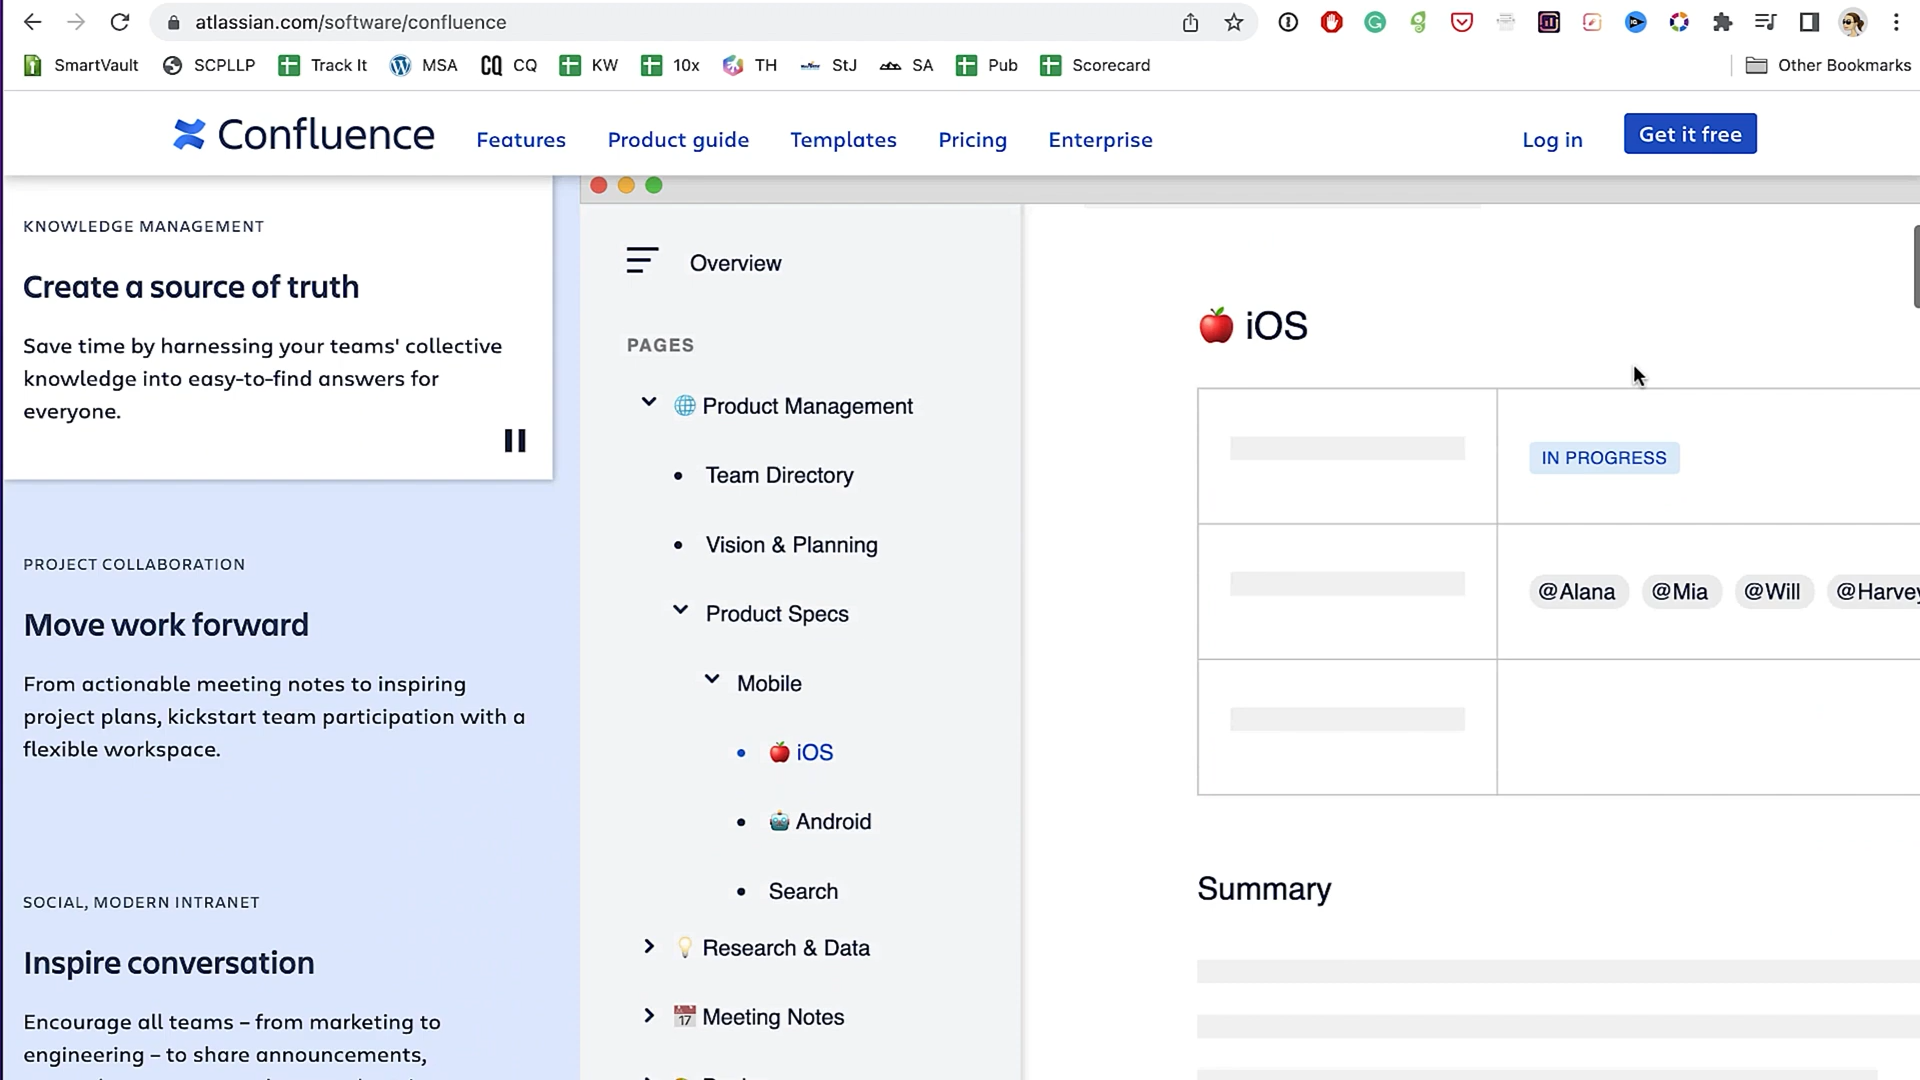 atlassian.com/software/confluence
SmartVault SCPLLP Track It MSA CQ CQ KW 10x TH StJ SA Pub Scorecard Other Bookmarks
Confluence Features Product guide Templates Pricing Enterprise Log in Get it free
KNOWLEDGE MANAGEMENT
Create a source of truth
Save time by harnessing your teams' collective
knowledge into easy-to-find answers for
everyone.
PROJECT COLLABORATION
Move work forward
From actionable meeting notes to inspiring
project plans, kickstart team participation with a
flexible workspace.
SOCIAL, MODERN INTRANET
Inspire conversation
Encourage all teams – from marketing to
engineering – to share announcements,
Overview
PAGES
Product Management
Team Directory
Vision & Planning
Product Specs
Mobile
iOS
Android
Search
Research & Data
17 Meeting Notes
iOS
IN PROGRESS
@Alana @Mia @Will @Harvey
Summary